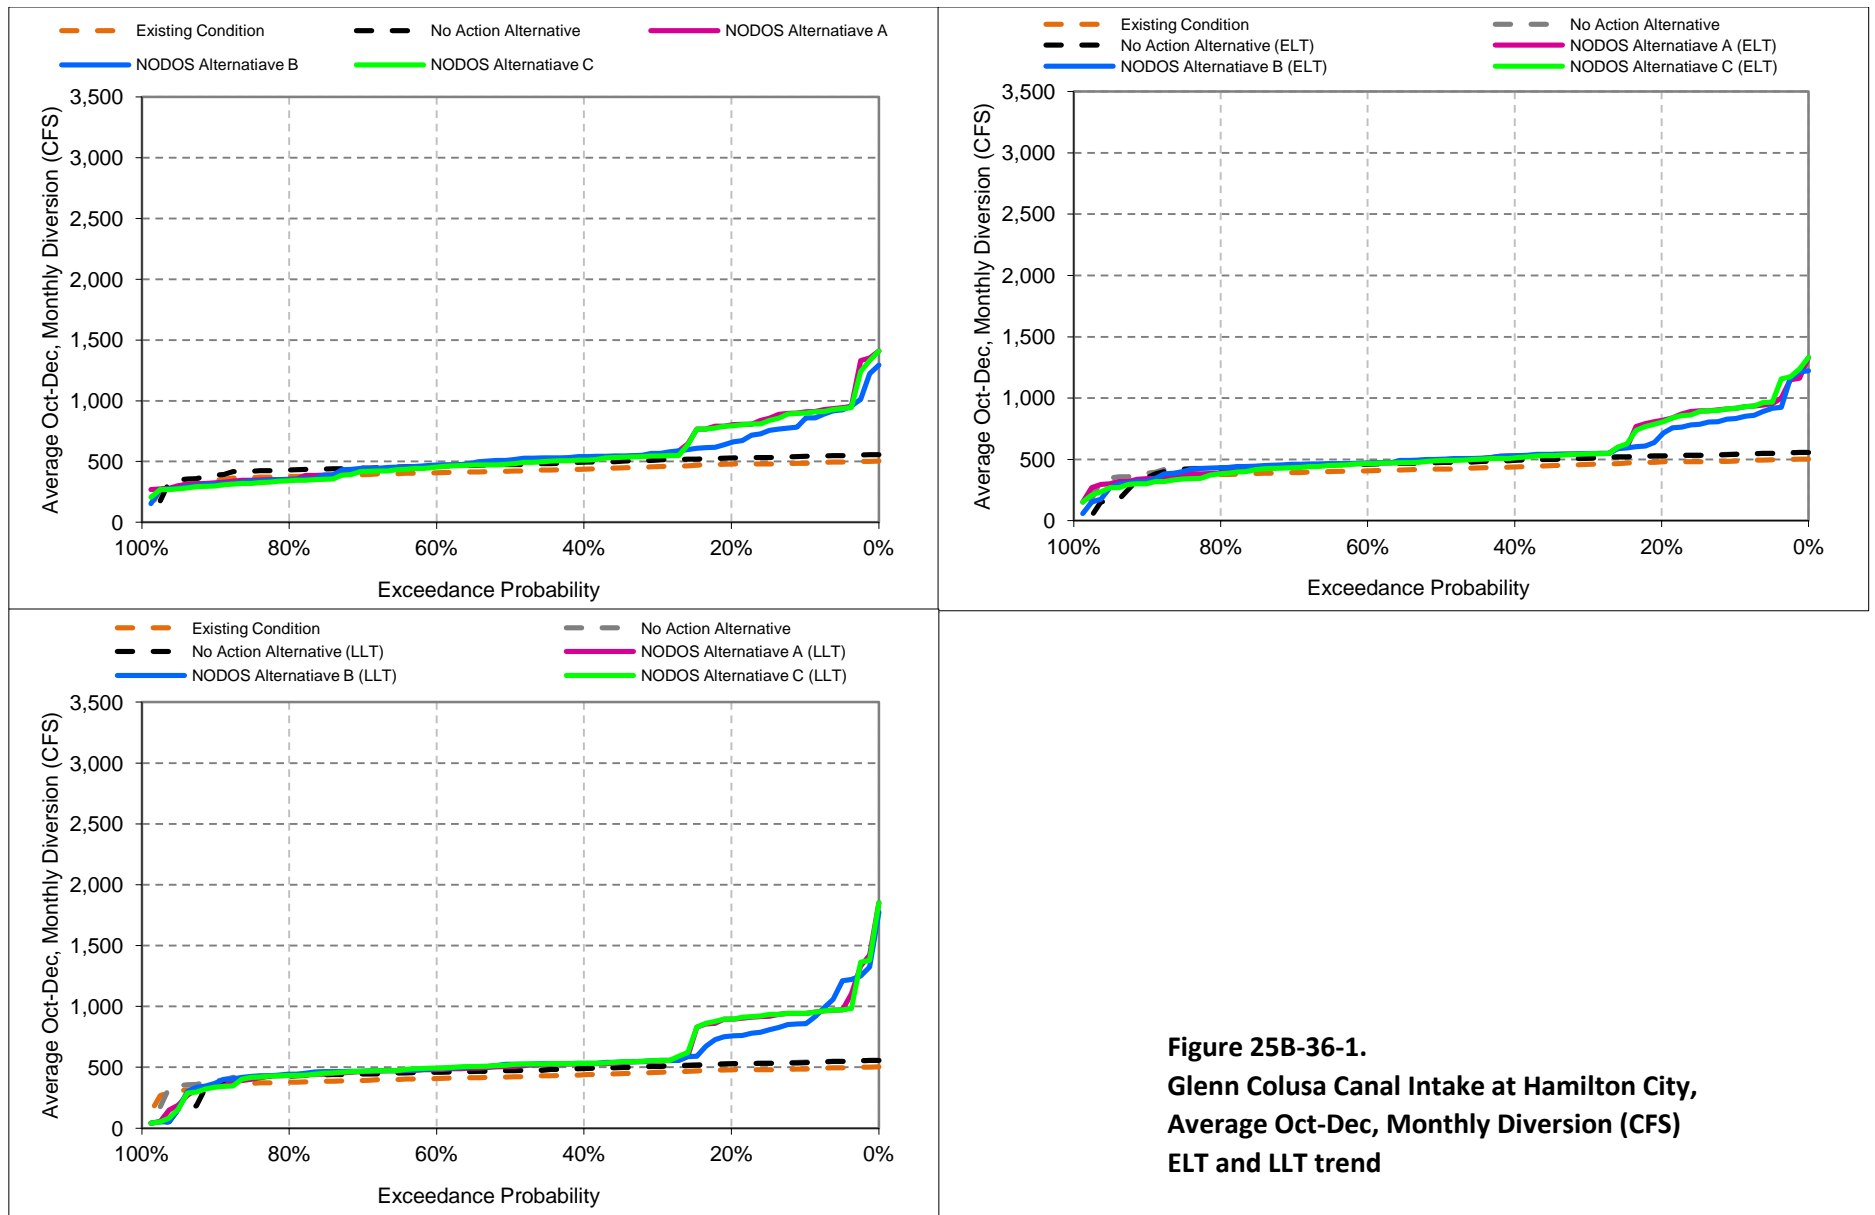 Existing Condition No Action Alternative NODOS Alternatiave A
NODOS Alternatiave B NODOS Alternatiave C
Average Oct-Dec, Monthly Diversion (CFS)
3,500
3,000
2,500
2,000
1,500
1,000
500
0
100% 80% 60% 40% 20% 0%
Exceedance Probability
Existing Condition No Action Alternative
No Action Alternative (ELT) NODOS Alternatiave A (ELT)
NODOS Alternatiave B (ELT) NODOS Alternatiave C (ELT)
Average Oct-Dec, Monthly Diversion (CFS)
3,500
3,000
2,500
2,000
1,500
1,000
500
0
100% 80% 60% 40% 20% 0%
Exceedance Probability
Existing Condition No Action Alternative
No Action Alternative (LLT) NODOS Alternatiave A (LLT)
NODOS Alternatiave B (LLT) NODOS Alternatiave C (LLT)
Average Oct-Dec, Monthly Diversion (CFS)
3,500
3,000
2,500
2,000
1,500
1,000
500
0
100% 80% 60% 40% 20% 0%
Exceedance Probability
Figure 25B-36-1.
Glenn Colusa Canal Intake at Hamilton City,
Average Oct-Dec, Monthly Diversion (CFS)
ELT and LLT trend